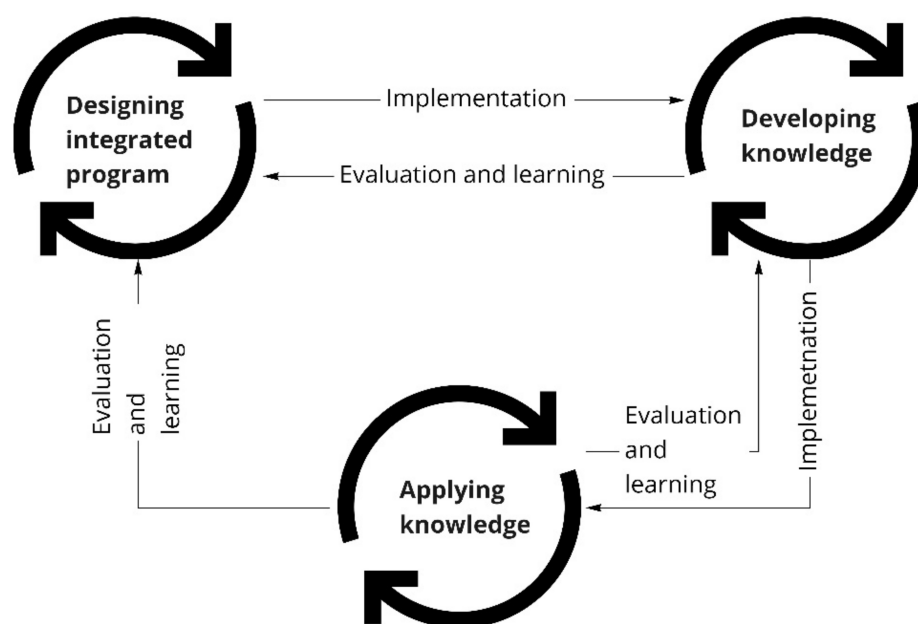 Designing
integrated
program
Implementation
Developing
knowledge
Evaluation and learning
Evaluation
and
learning
Applying
knowledge
Evaluation
and
learning
Implemetnation